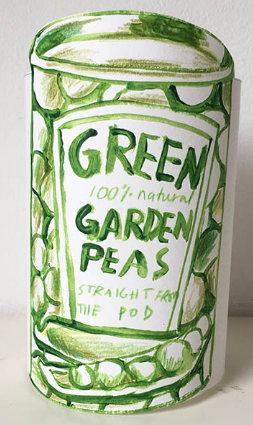 GREEN
100% natural
GARDEN
PEAS
STRAIGHT FROM
THE POD